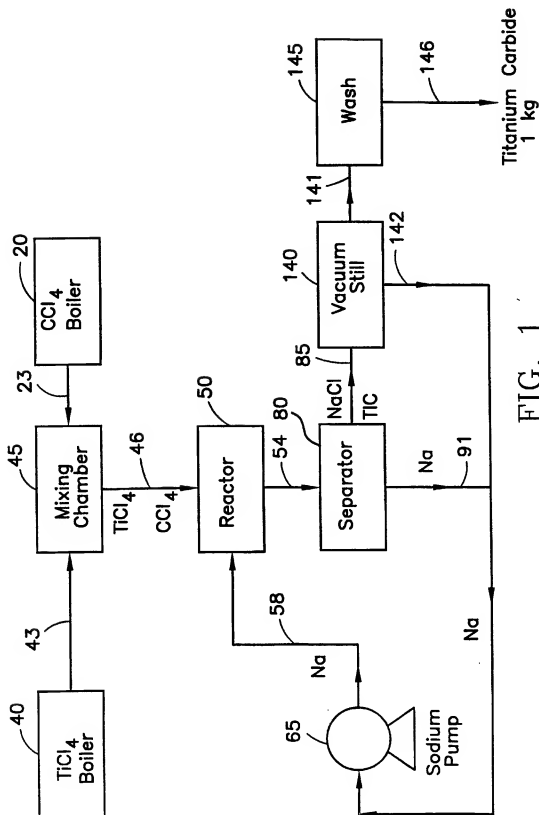 40
TiCl4
Boiler
43
45
Mixing
Chamber
23
20
CCl4
Boiler
TiCl4
CCl4
46
50
Reactor
54
58
Na
65
Sodium
Pump
80
Separator
NaCl
TIC
85
Na
91
Na
140
Vacuum
Still
142
141
145
Wash
146
Titanium Carbide
1 kg
FIG. 1